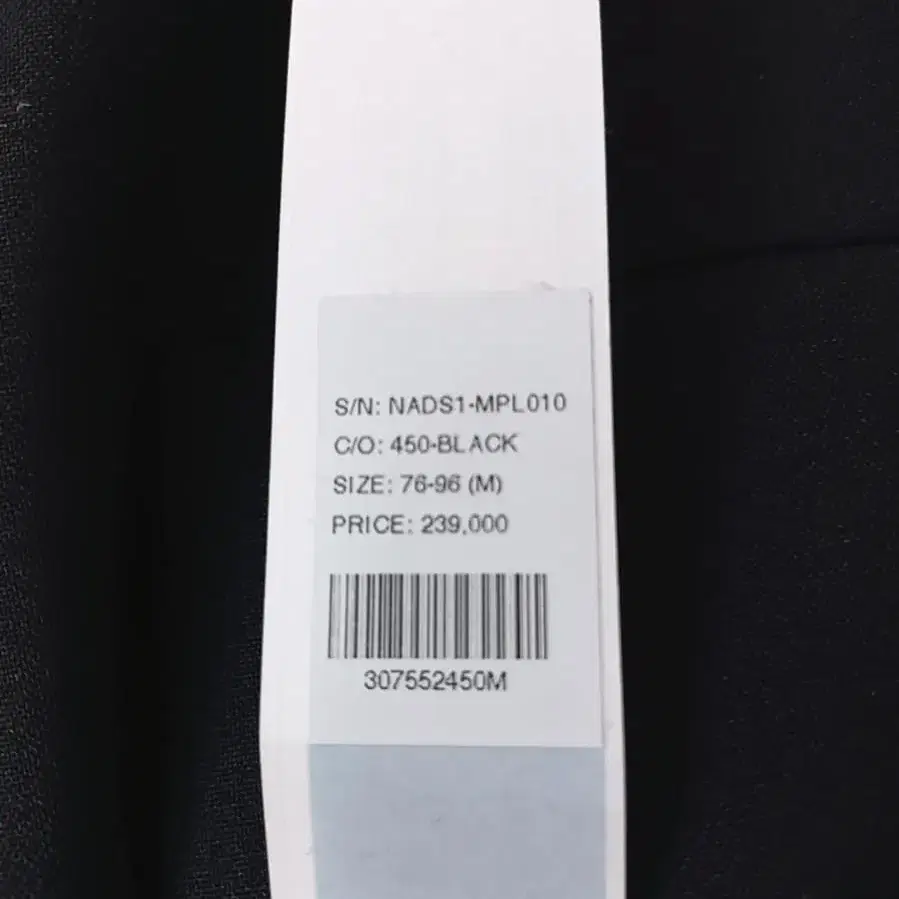 S/N: NADS1-MPL010
C/O: 450-BLACK
SIZE: 76-96 (M)
PRICE: 239,000
307552450M